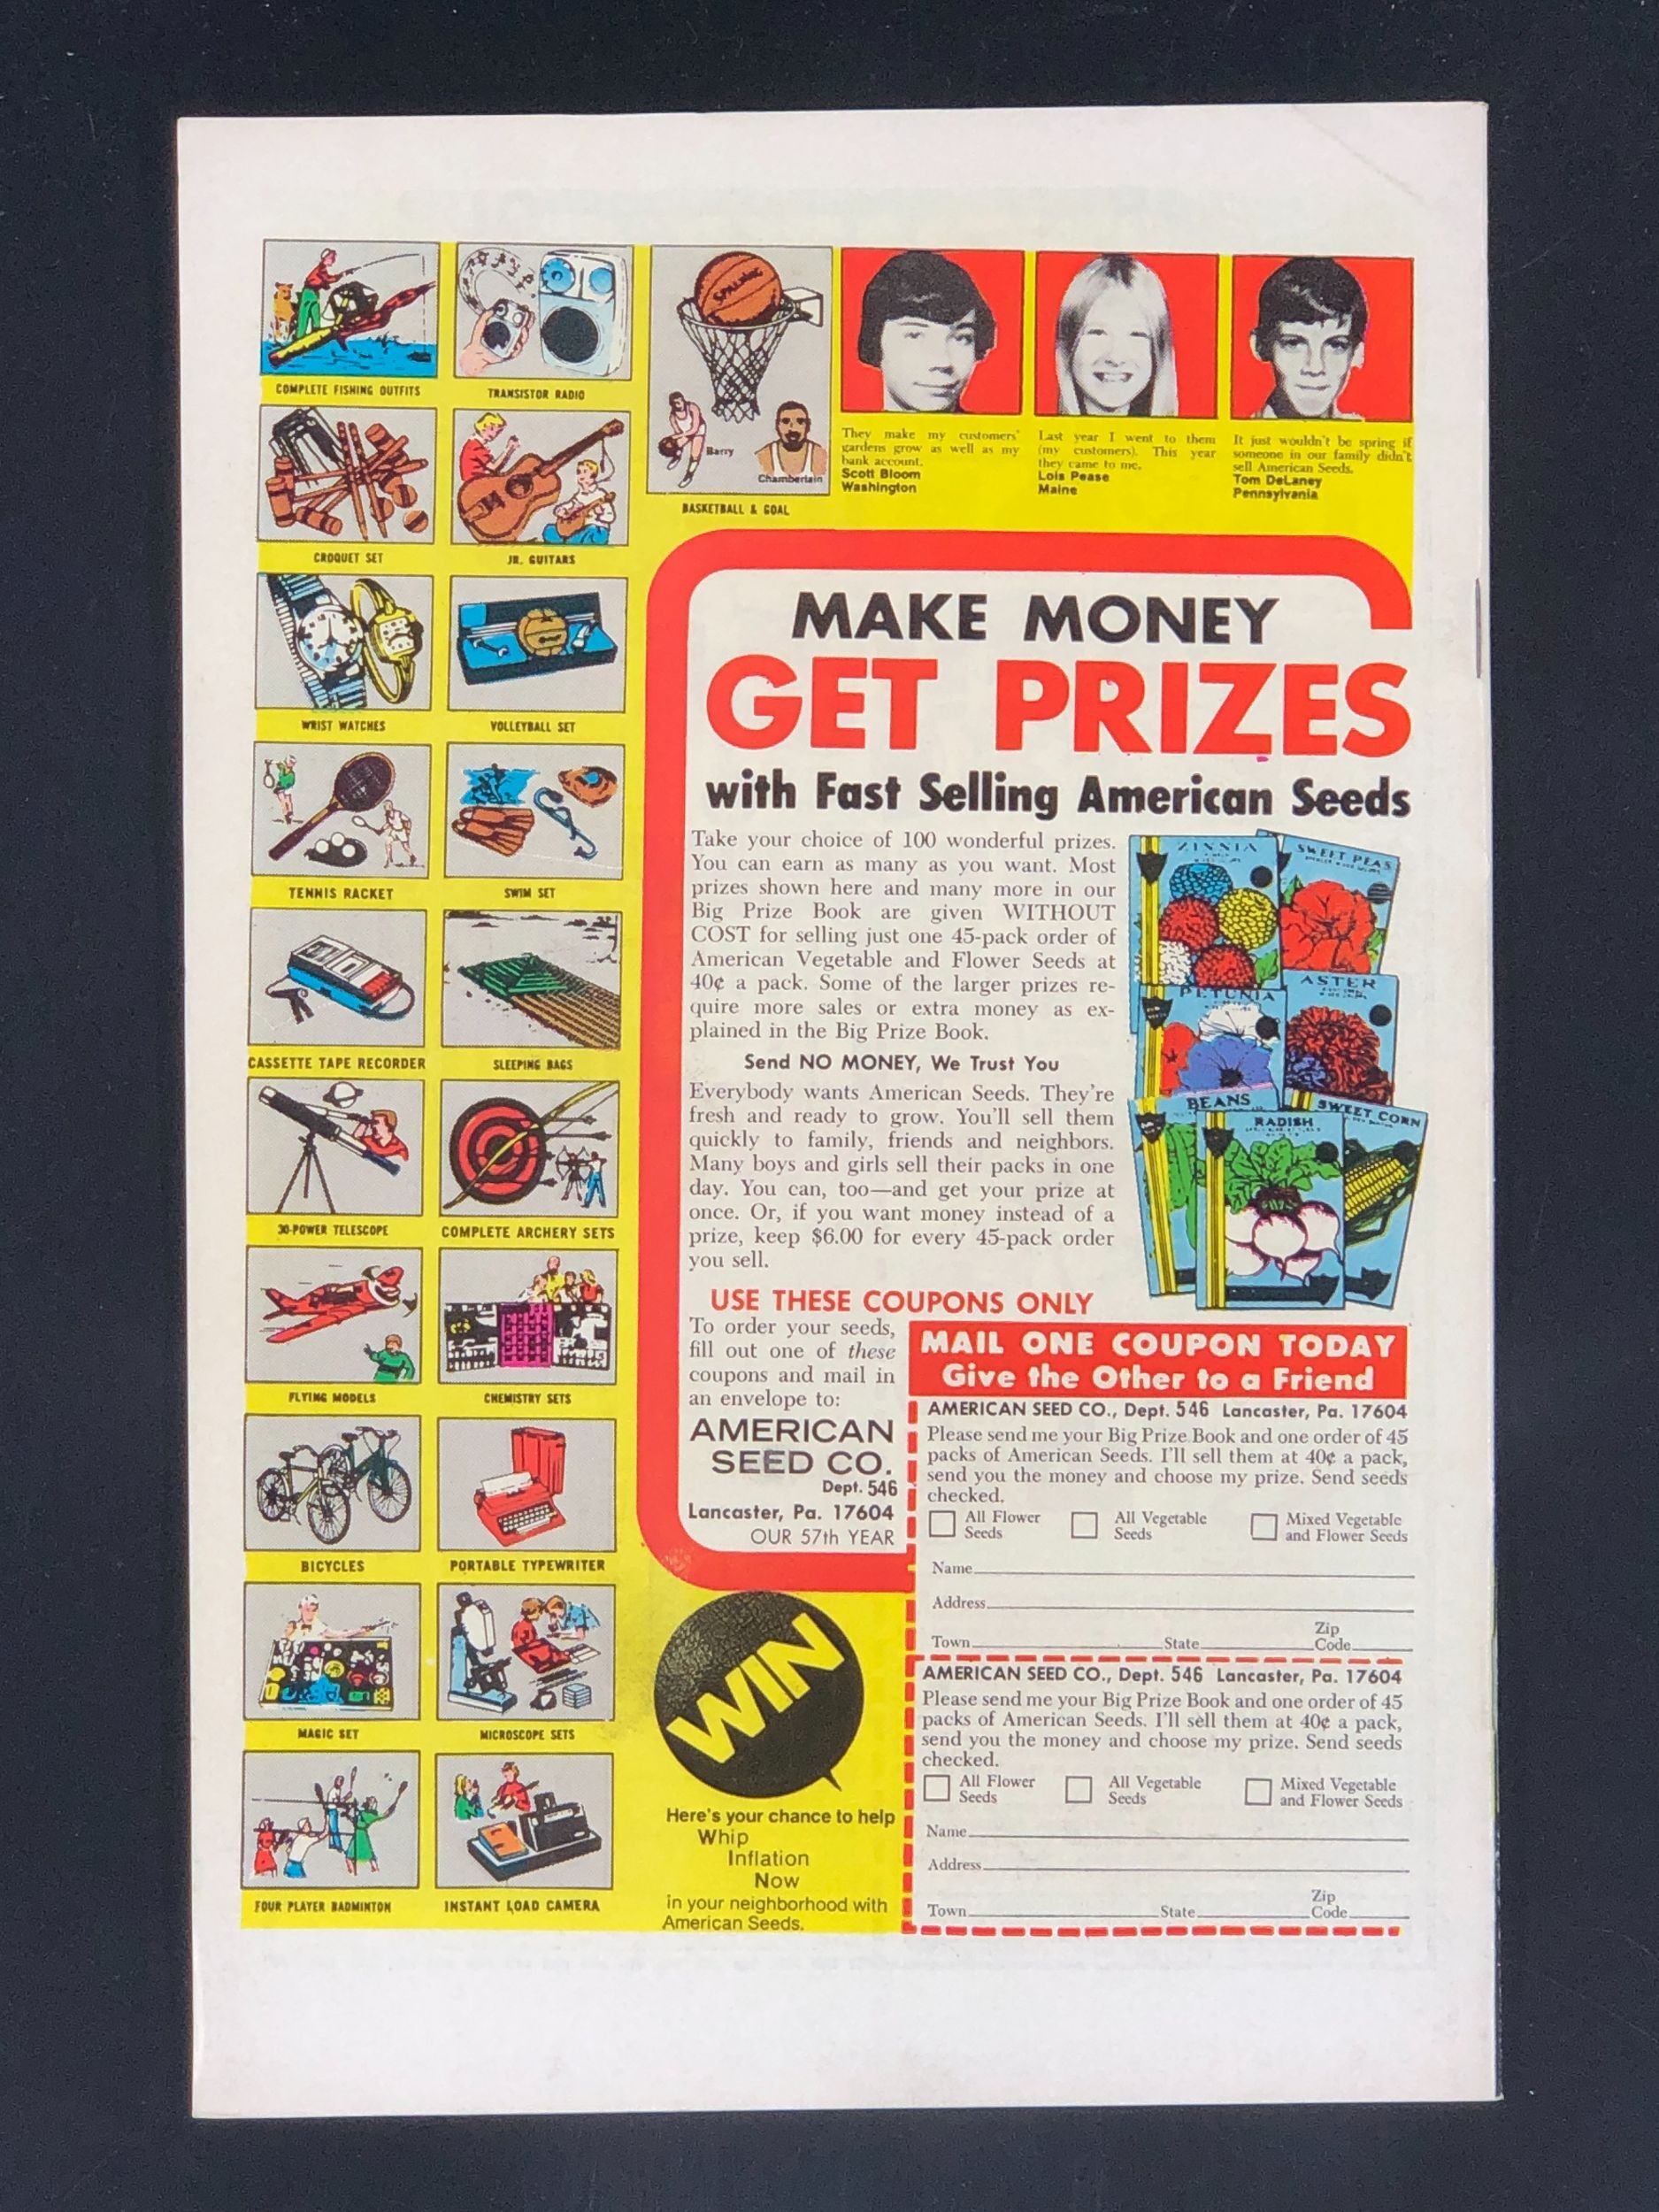 COMPLETE FISHING OUTFITS
TRANSISTOR RADIO
SPALDING
Barry
Chamberlain
BASKETBALL & GOAL
CROQUET SET
JR. GUITARS
WRIST WATCHES
VOLLEYBALL SET
TENNIS RACKET
SWIM SET
CASSETTE TAPE RECORDER
SLEEPING BAGS
30-POWER TELESCOPE
COMPLETE ARCHERY SETS
FLYING MODELS
CHEMISTRY SETS
BICYCLES
PORTABLE TYPEWRITER
MAGIC SET
MICROSCOPE SETS
FOUR PLAYER BADMINTON
INSTANT LOAD CAMERA
They make my customers'
gardens grow as well as my
bank account.
Scott Bloom
Washington
Last year I went to them
(my customers). This year
they came to me.
Lois Pease
Maine
It just wouldn't be spring if
someone in our family didn't
sell American Seeds.
Tom DeLaney
Pennsylvania
MAKE MONEY
GET PRIZES
with Fast Selling American Seeds
Take your choice of 100 wonderful prizes.
You can earn as many as you want. Most
prizes shown here and many more in our
Big Prize Book are given WITHOUT
COST for selling just one 45-pack order of
American Vegetable and Flower Seeds at
40¢ a pack. Some of the larger prizes re-
quire more sales or extra money as ex-
plained in the Big Prize Book.
Send NO MONEY, We Trust You
Everybody wants American Seeds. They're
fresh and ready to grow. You'll sell them
quickly to family, friends and neighbors.
Many boys and girls sell their packs in one
day. You can, too—and get your prize at
once. Or, if you want money instead of a
prize, keep $6.00 for every 45-pack order
you sell.
ZINNIA
SWEET PEAS
PETUNIA
ASTER
BEANS
RADISH
SWEET CORN
USE THESE COUPONS ONLY
To order your seeds,
fill out one of these
coupons and mail in
an envelope to:
AMERICAN
SEED CO.
Dept. 546
Lancaster, Pa. 17604
OUR 57th YEAR
MAIL ONE COUPON TODAY
Give the Other to a Friend
AMERICAN SEED CO., Dept. 546 Lancaster, Pa. 17604
Please send me your Big Prize Book and one order of 45
packs of American Seeds. I'll sell them at 40¢ a pack,
send you the money and choose my prize. Send seeds
checked.
All Flower Seeds
All Vegetable Seeds
Mixed Vegetable and Flower Seeds
Name
Address
Town State Zip Code
AMERICAN SEED CO., Dept. 546 Lancaster, Pa. 17604
Please send me your Big Prize Book and one order of 45
packs of American Seeds. I'll sell them at 40¢ a pack,
send you the money and choose my prize. Send seeds
checked.
All Flower Seeds
All Vegetable Seeds
Mixed Vegetable and Flower Seeds
Name
Address
Town State Zip Code
WIN
Here's your chance to help
Whip
Inflation
Now
in your neighborhood with
American Seeds.